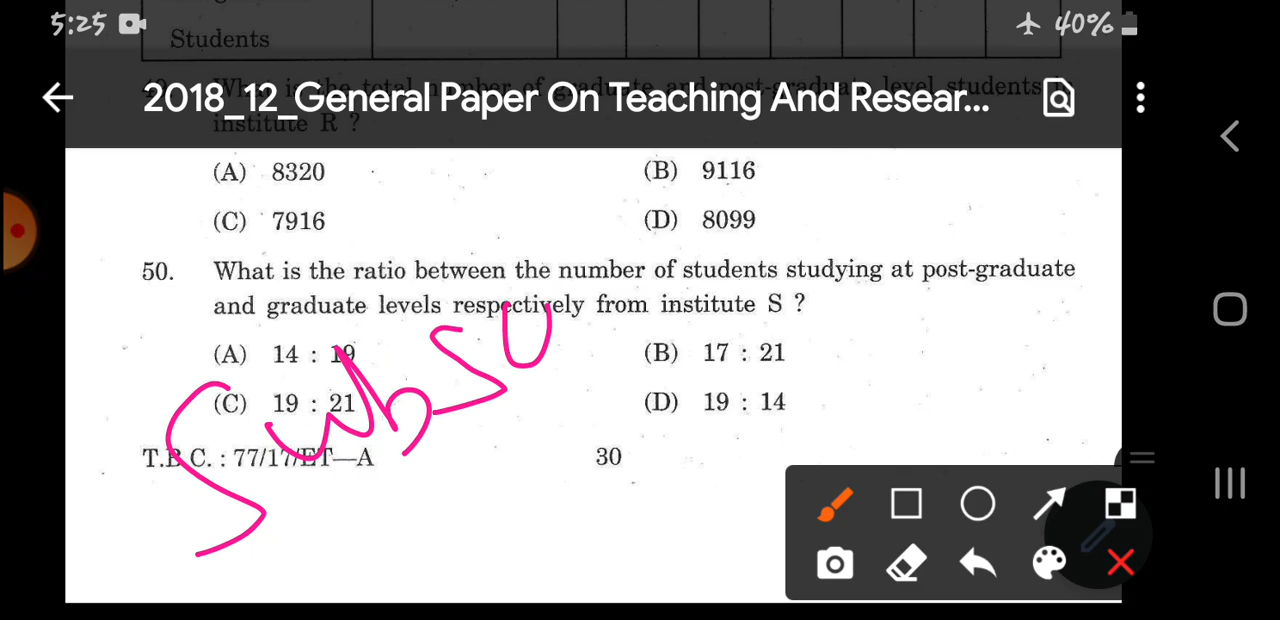 5:25 40%
Students
2018_12_General Paper On Teaching And Resear...
institute R ?
(A) 8320 (B) 9116
(C) 7916 (D) 8099
50. What is the ratio between the number of students studying at post-graduate
and graduate levels respectively from institute S ?
(A) 14 : 19 (B) 17 : 21
(C) 19 : 21 (D) 19 : 14
T.B.C. : 77/17/ET—A 30
Subsu